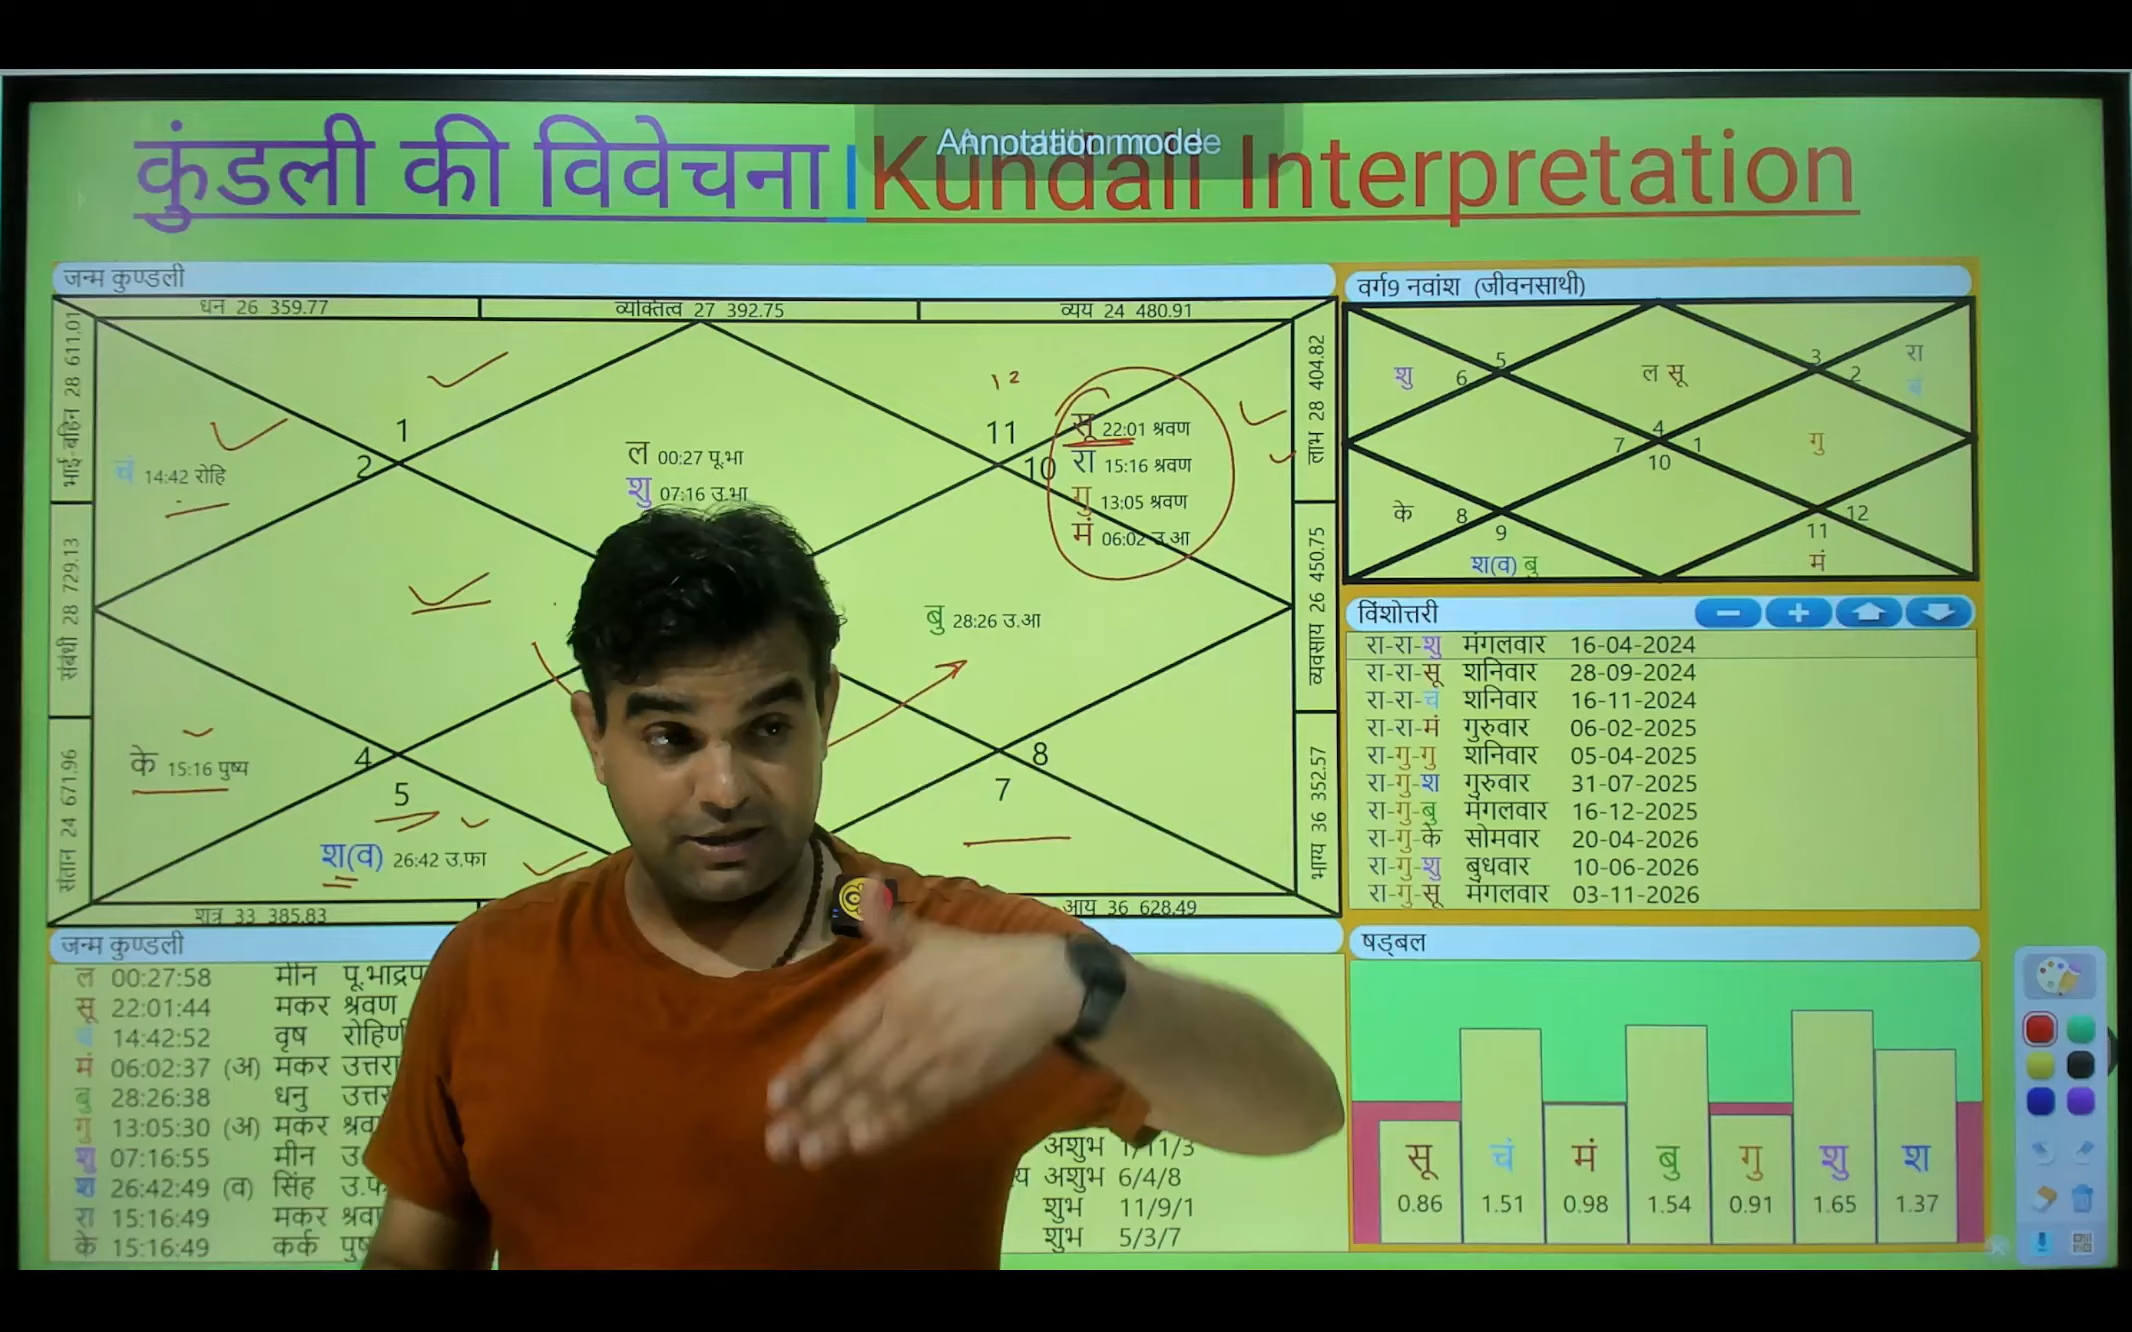 Annotation mode
कुंडली की विवेचना | Kundali Interpretation
जन्म कुण्डली
धन 26 359.77
व्यक्तित्व 27 392.75
व्यय 24 480.91
भाई-बहिन 28 611.01
संबंधी 28 729.13
संतान 24 671.96
लाभ 28 404.82
व्यवसाय 26 450.75
भाग्य 36 352.57
शत्रु 33 385.83
आयु 36 628.49
1
2
चं 14:42 रोहि
ल 00:27 पू.भा
शु 07:16 उ.भा
12
11
10
सू 22:01 श्रवण
रा 15:16 श्रवण
गु 13:05 श्रवण
मं 06:02 उ.आ
बु 28:26 उ.आ
के 15:16 पुष्य
4
5
8
7
श(व) 26:42 उ.फा
वर्ग9 नवांश (जीवनसाथी)
शु 6 5
ल सू
3 2 रा
चं
7 4 1
10
गु
के 8
9
12
11
श(व) बु
मं
विंशोत्तरी
रा-रा-शु मंगलवार 16-04-2024
रा-रा-सू शनिवार 28-09-2024
रा-रा-चं शनिवार 16-11-2024
रा-रा-मं गुरुवार 06-02-2025
रा-गु-गु शनिवार 05-04-2025
रा-गु-श गुरुवार 31-07-2025
रा-गु-बु मंगलवार 16-12-2025
रा-गु-के सोमवार 20-04-2026
रा-गु-शु बुधवार 10-06-2026
रा-गु-सू मंगलवार 03-11-2026
जन्म कुण्डली
ल 00:27:58 मीन
सू 22:01:44 मकर श्रवण
चं 14:42:52 वृष
मं 06:02:37 (अ) मकर
बु 28:26:38 धनु
गु 13:05:30 (अ) मकर
शु 07:16:55 मीन
श 26:42:49 (व) सिंह
रा 15:16:49 मकर
के 15:16:49 कर्क
अशुभ 1/11/3
अशुभ 6/4/8
शुभ 11/9/1
शुभ 5/3/7
षड्बल
सू चं मं बु गु शु श
0.86 1.51 0.98 1.54 0.91 1.65 1.37